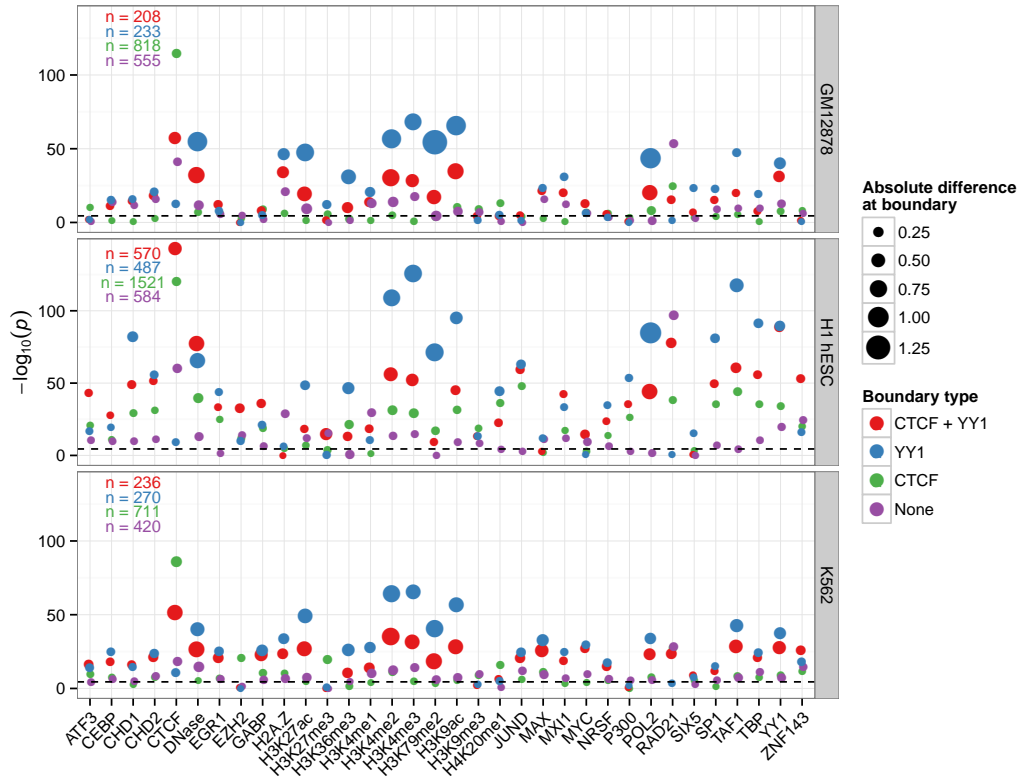 n = 208
n = 233
n = 818
n = 555
100
50
0
GM12878
n = 570
n = 487
n = 1521
n = 584
100
50
0
H1 hESC
n = 236
n = 270
n = 711
n = 420
100
50
0
K562
−log10(p)
ATF3
CEBP
CHD1
CHD2
CTCF
DNase
EGR1
EZH2
GABP
H2A-Z
H3K27ac
H3K27me3
H3K36me3
H3K4me1
H3K4me2
H3K4me3
H3K79me2
H3K9ac
H3K9me3
H4K20me1
JUND
MAX
MXI1
MYC
NRSF
P300
POL2
RAD21
SIX5
SP1
TAF1
TBP
YY1
ZNF143
Absolute difference
at boundary
0.25
0.50
0.75
1.00
1.25
Boundary type
CTCF + YY1
YY1
CTCF
None